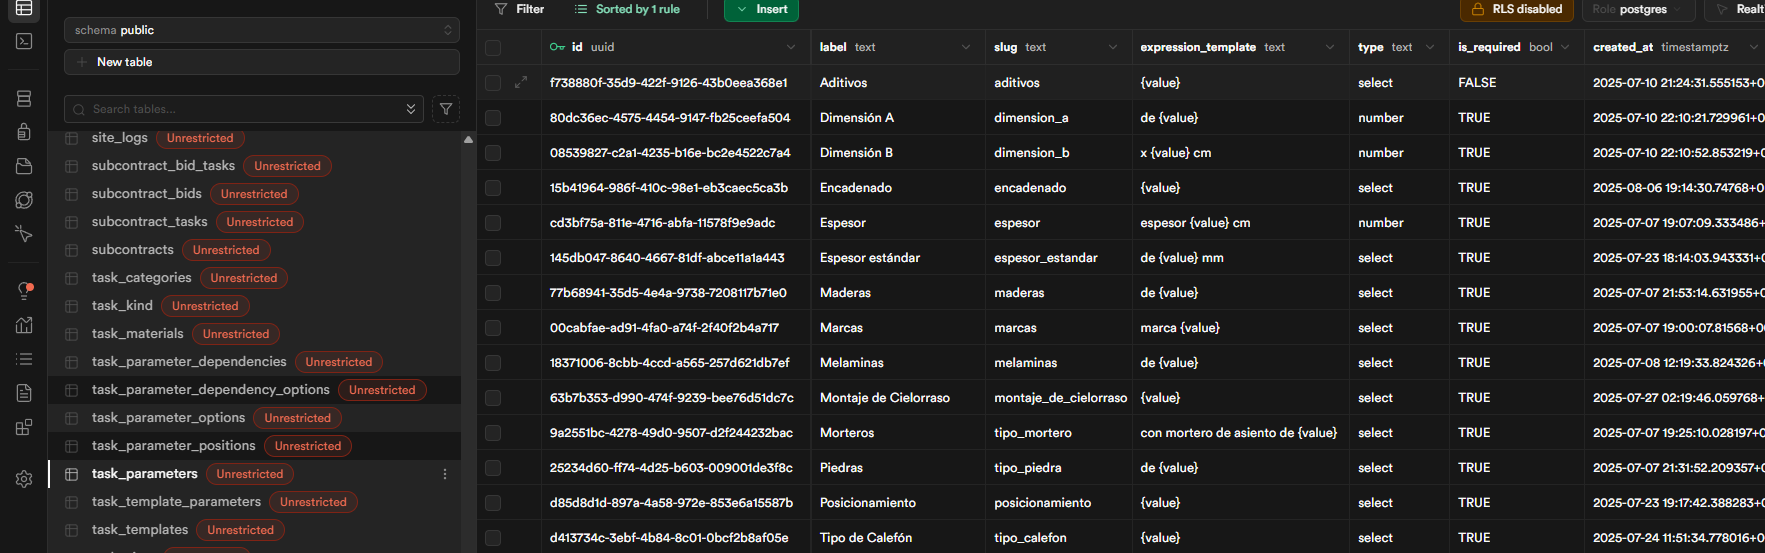 Filter Sorted by 1 rule Insert RLS disabled Role postgres
schema public
New table
Search tables...
site_logs Unrestricted
subcontract_bid_tasks Unrestricted
subcontract_bids Unrestricted
subcontract_tasks Unrestricted
subcontracts Unrestricted
task_categories Unrestricted
task_kind Unrestricted
task_materials Unrestricted
task_parameter_dependencies Unrestricted
task_parameter_dependency_options Unrestricted
task_parameter_options Unrestricted
task_parameter_positions Unrestricted
task_parameters Unrestricted
task_template_parameters Unrestricted
task_templates Unrestricted
id uuid label text slug text expression_template text type text is_required bool created_at timestamptz
f738880f-35d9-422f-9126-43b0eea368e1 Aditivos aditivos {value} select FALSE 2025-07-10 21:24:31.555153+0
80dc36ec-4575-4454-9147-fb25ceefa504 Dimensión A dimension_a de {value} number TRUE 2025-07-10 22:10:21.729961+0
08539827-c2a1-4235-b16e-bc2e4522c7a4 Dimensión B dimension_b x {value} cm number TRUE 2025-07-10 22:10:52.853219+0
15b41964-986f-410c-98e1-eb3caec5ca3b Encadenado encadenado {value} select TRUE 2025-08-06 19:14:30.74768+0
cd3bf75a-811e-4716-abfa-11578f9e9adc Espesor espesor espesor {value} cm number TRUE 2025-07-07 19:07:09.333486+
145db047-8640-4667-81df-abce11a1a443 Espesor estándar espesor_estandar de {value} mm select TRUE 2025-07-23 18:14:03.943331+0
77b68941-35d5-4e4a-9738-7208117b71e0 Maderas maderas de {value} select TRUE 2025-07-07 21:53:14.631955+0
00cabfae-ad91-4fa0-a74f-2f40f2b4a717 Marcas marcas marca {value} select TRUE 2025-07-07 19:00:07.81568+0
18371006-8cbb-4ccd-a565-257d621db7ef Melaminas melaminas de {value} select TRUE 2025-07-08 12:19:33.824326+0
63b7b353-d990-474f-9239-bee76d51dc7c Montaje de Cielorraso montaje_de_cielorraso {value} select TRUE 2025-07-27 02:19:46.059768+
9a2551bc-4278-49d0-9507-d2f244232bac Morteros tipo_mortero con mortero de asiento de {value} select TRUE 2025-07-07 19:25:10.028197+0
25234d60-ff74-4d25-b603-009001de3f8c Piedras tipo_piedra de {value} select TRUE 2025-07-07 21:31:52.209357+0
d85d8d1d-897a-4a58-972e-853e6a15587b Posicionamiento posicionamiento {value} select TRUE 2025-07-23 19:17:42.388283+0
d413734c-3ebf-4b84-8c01-0bcf2b8af05e Tipo de Calefón tipo_calefon {value} select TRUE 2025-07-24 11:51:34.778016+0